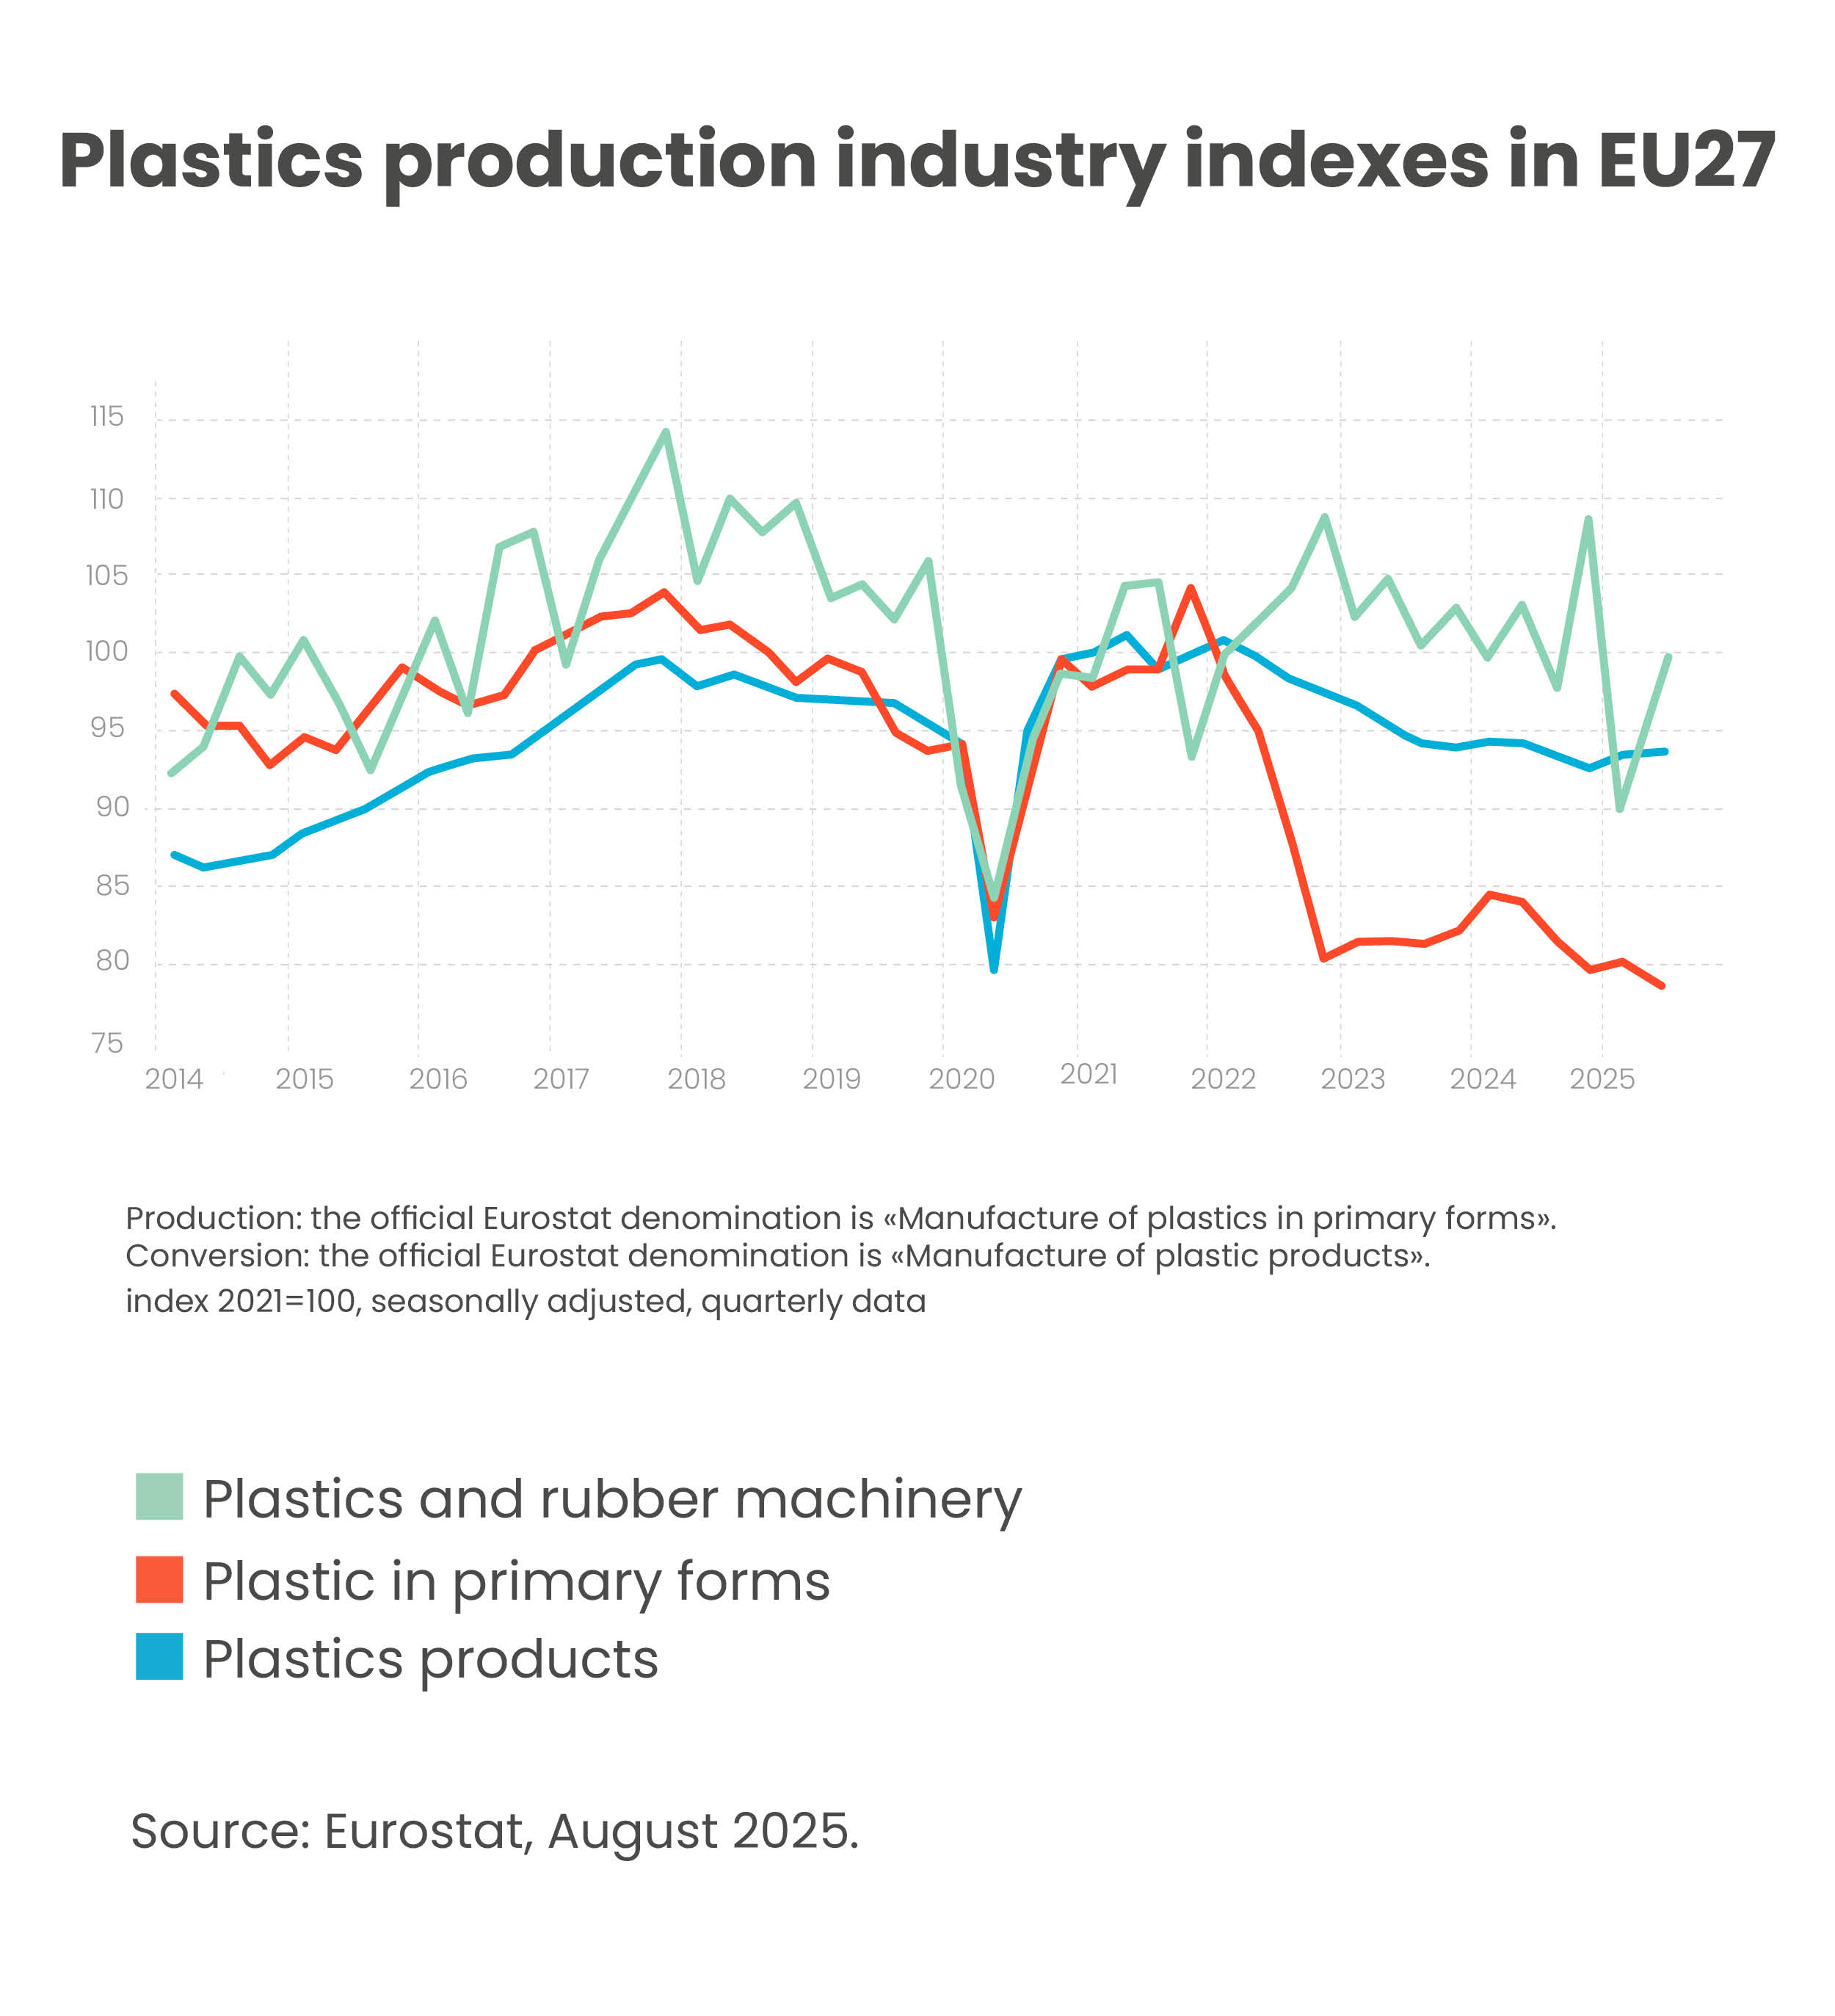 Plastics production industry indexes in EU27
115
110
105
100
95
90
85
80
75
2014 2015 2016 2017 2018 2019 2020 2021 2022 2023 2024 2025
Production: the official Eurostat denomination is «Manufacture of plastics in primary forms».
Conversion: the official Eurostat denomination is «Manufacture of plastic products».
index 2021=100, seasonally adjusted, quarterly data
Plastics and rubber machinery
Plastic in primary forms
Plastics products
Source: Eurostat, August 2025.